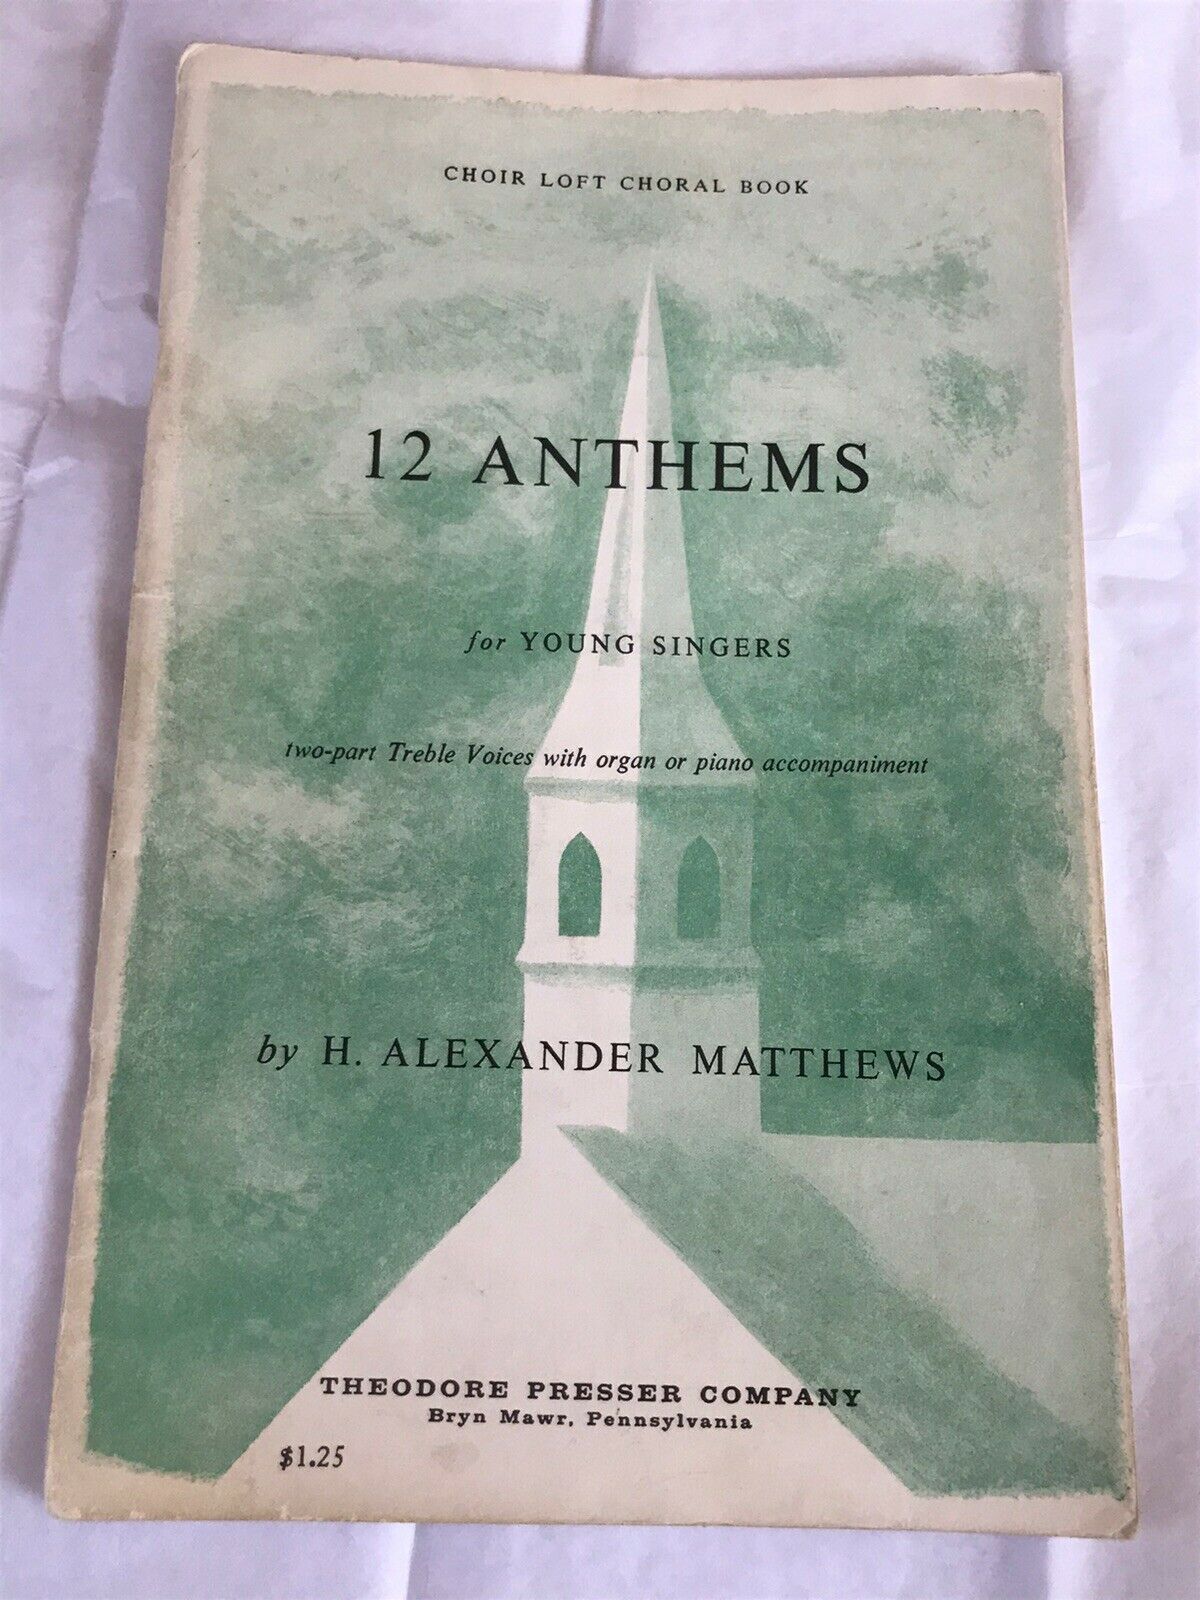 CHOIR LOFT CHORAL BOOK
12 ANTHEMS
for YOUNG SINGERS
two-part Treble Voices with organ or piano accompaniment
by H. ALEXANDER MATTHEWS
THEODORE PRESSER COMPANY
Bryn Mawr, Pennsylvania
$1.25